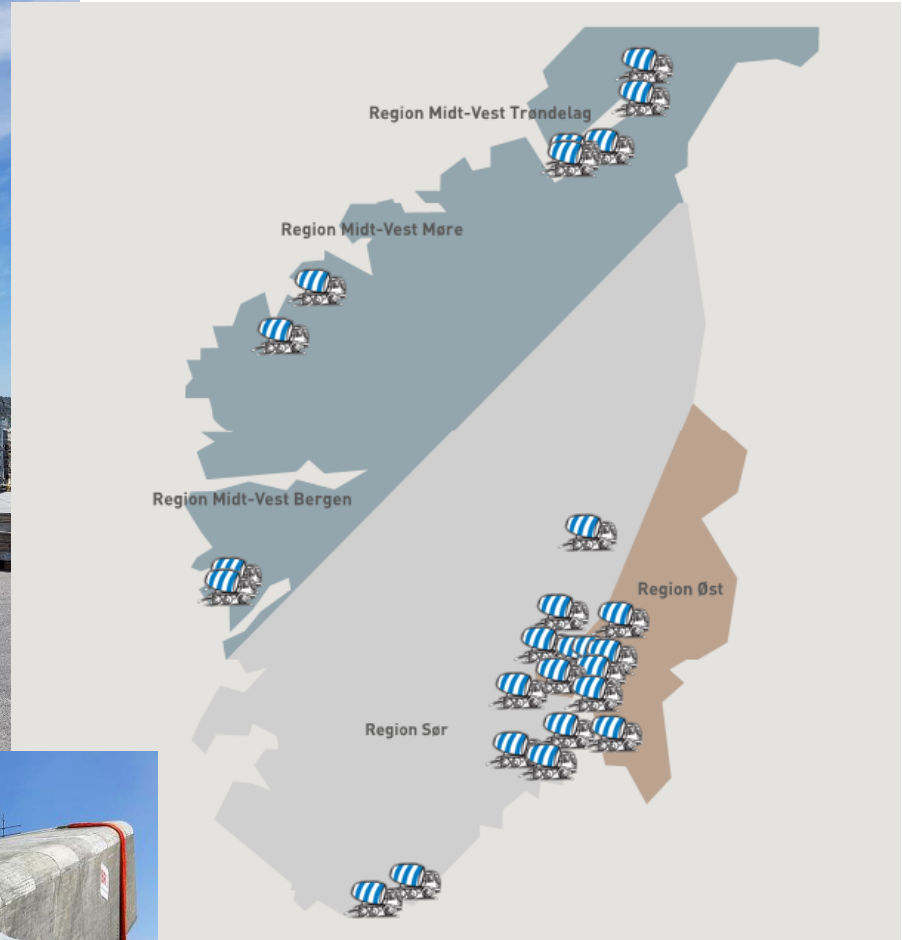 Region Midt-Vest Trøndelag
Region Midt-Vest Møre
Region Midt-Vest Bergen
Region Øst
Region Sør